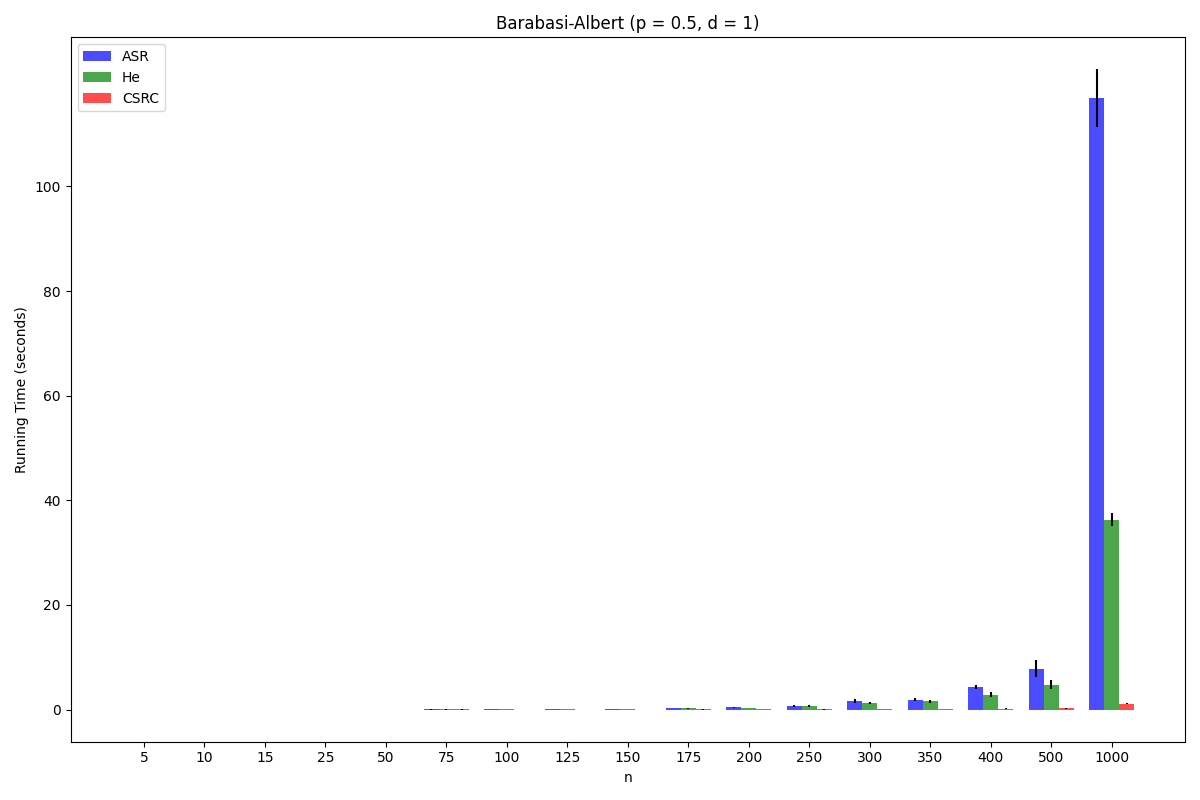 Barabasi-Albert (p = 0.5, d = 1)
ASR
He
CSRC
Running Time (seconds)
100
80
60
40
20
0
5 10 15 25 50 75 100 125 150 175 200 250 300 350 400 500 1000
n